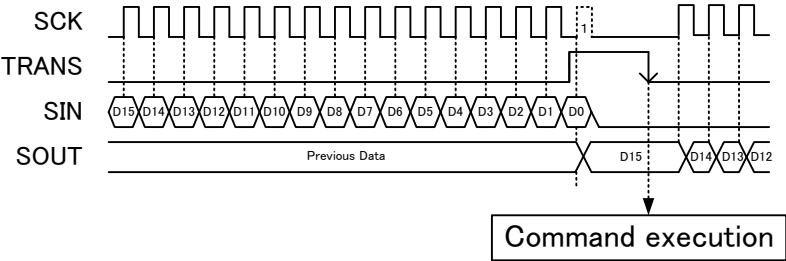 SCK
1
TRANS
SIN
D15 D14 D13 D12 D11 D10 D9 D8 D7 D6 D5 D4 D3 D2 D1 D0
SOUT
Previous Data D15 D14 D13 D12
Command execution